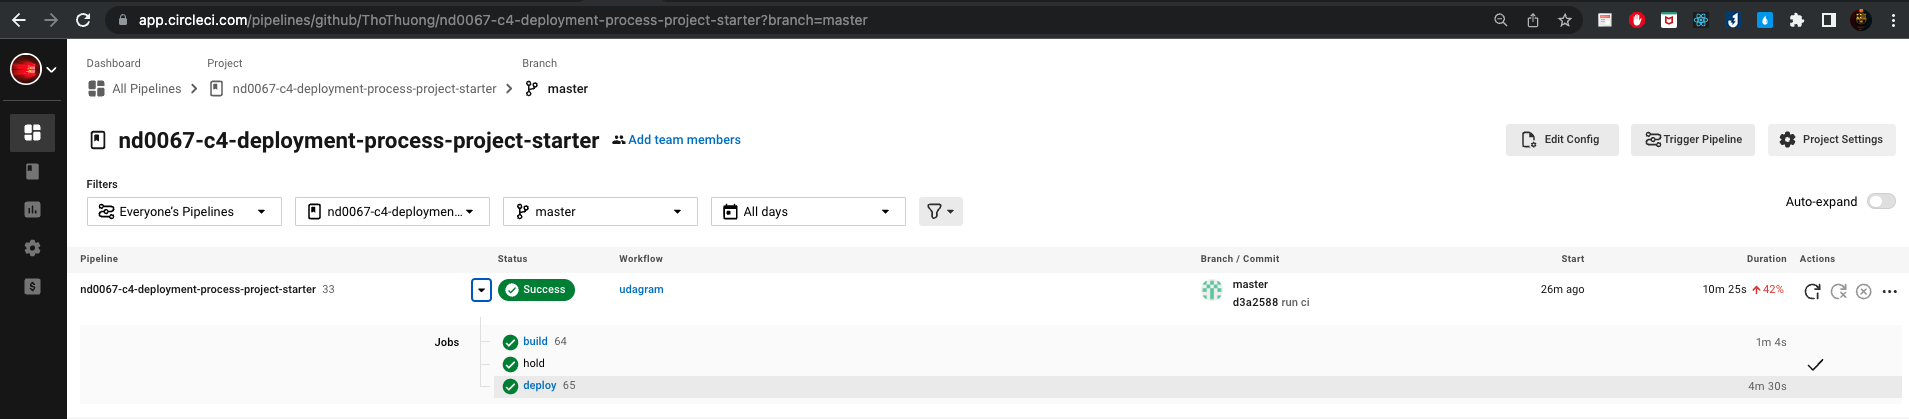 app.circleci.com/pipelines/github/ThoThuong/nd0067-c4-deployment-process-project-starter?branch=master
Dashboard Project Branch
All Pipelines nd0067-c4-deployment-process-project-starter master
nd0067-c4-deployment-process-project-starter Add team members Edit Config Trigger Pipeline Project Settings
Filters
Everyone's Pipelines nd0067-c4-deploymen... master All days Auto-expand
Pipeline Status Workflow Branch / Commit Start Duration Actions
nd0067-c4-deployment-process-project-starter 33 Success udagram master 26m ago 10m 25s 42%
d3a2588 run ci
Jobs build 64 1m 4s
hold
deploy 65 4m 30s